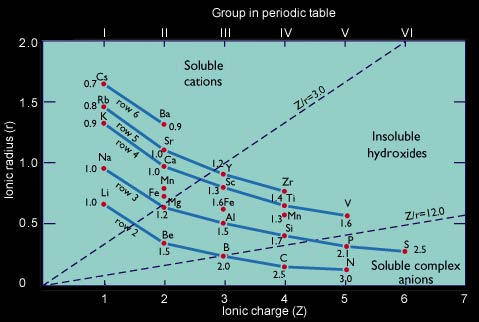 Group in periodic table
I II III IV V VI
2.0
Soluble
cations
Cs
0.7
Rb
0.8
row 6
Z/r=3.0
1.5
K
0.9
row 5
row 4
Ba
0.9
Insoluble
hydroxides
Sr
1.0
Ca
1.0
1.2 Y
1.0
Na
1.0
row 3
Mn
Sc
1.3
Zr
1.4 Ti
Li
1.0
Fe
Mg
1.2
1.6 Fe
Al
1.5
Mn
1.3
V
1.6
Z/r=12.0
0.5
row 2
Be
1.5
B
2.0
Si
1.7
P
2.1
S 2.5
C
2.5
N
3.0
Soluble complex
anions
0
1 2 3 4 5 6 7
Ionic charge (Z)
Ionic radius (r)